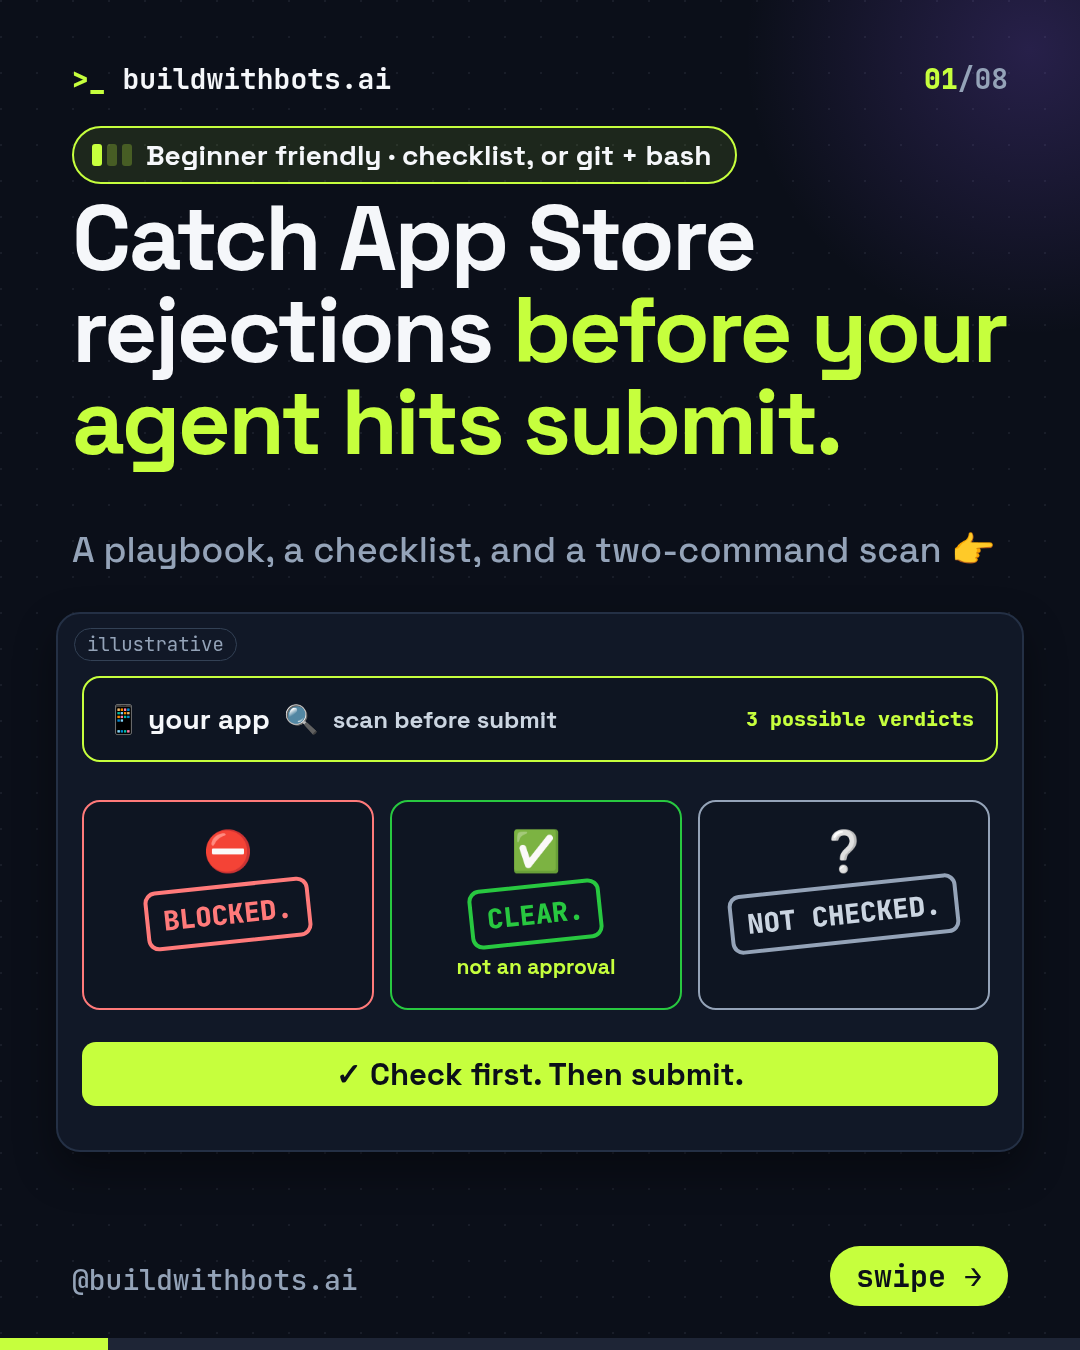 >_ buildwithbots.ai
01/08
Beginner friendly · checklist, or git + bash
Catch App Store
rejections before your
agent hits submit.
A playbook, a checklist, and a two-command scan 👉
illustrative
📱 your app 🔍 scan before submit
3 possible verdicts
⛔
BLOCKED.
✅
CLEAR.
not an approval
❔
NOT CHECKED.
✓ Check first. Then submit.
@buildwithbots.ai
swipe →